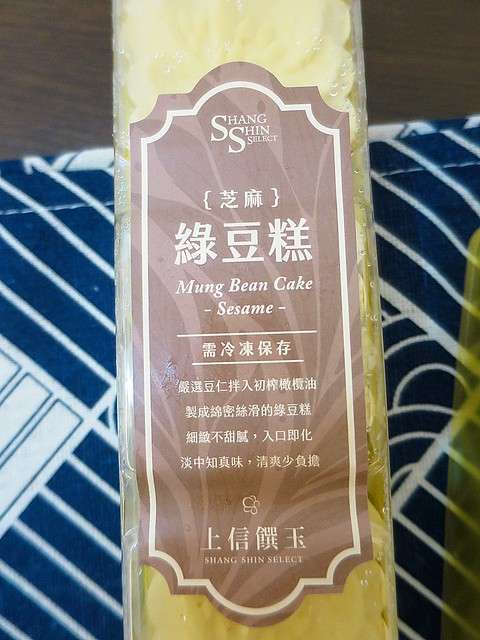 SHANG
SHIN
SELECT
{芝麻}
綠豆糕
Mung Bean Cake
- Sesame -
需冷凍保存
嚴選豆仁拌入初榨橄欖油
製成綿密絲滑的綠豆糕
細緻不甜膩，入口即化
淡中知真味，清爽少負擔
上信饌玉
SHANG SHIN SELECT